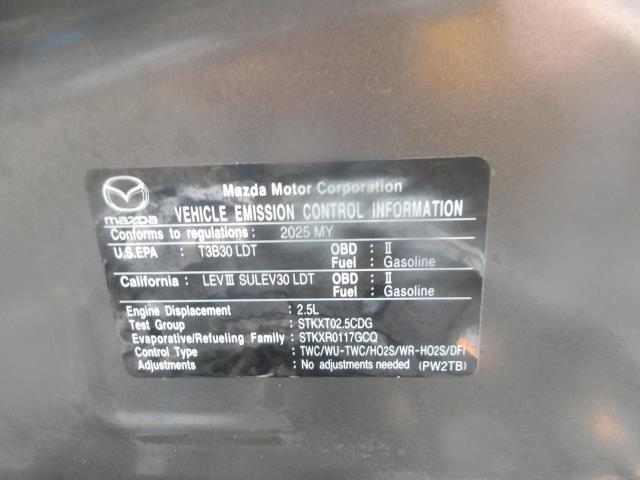 Mazda Motor Corporation
mazda
VEHICLE EMISSION CONTROL INFORMATION
Conforms to regulations: 2025 MY
U.S.EPA : T3B30 LDT OBD : II
Fuel : Gasoline
California: LEVIII SULEV30 LDT OBD : II
Fuel : Gasoline
Engine Displacement : 2.5L
Test Group : STKXT02.5CDG
Evaporative/Refueling Family : STKXR0117GCQ
Control Type : TWC/WU-TWC/HO2S/WR-HO2S/DFI
Adjustments : No adjustments needed (PW2TB)